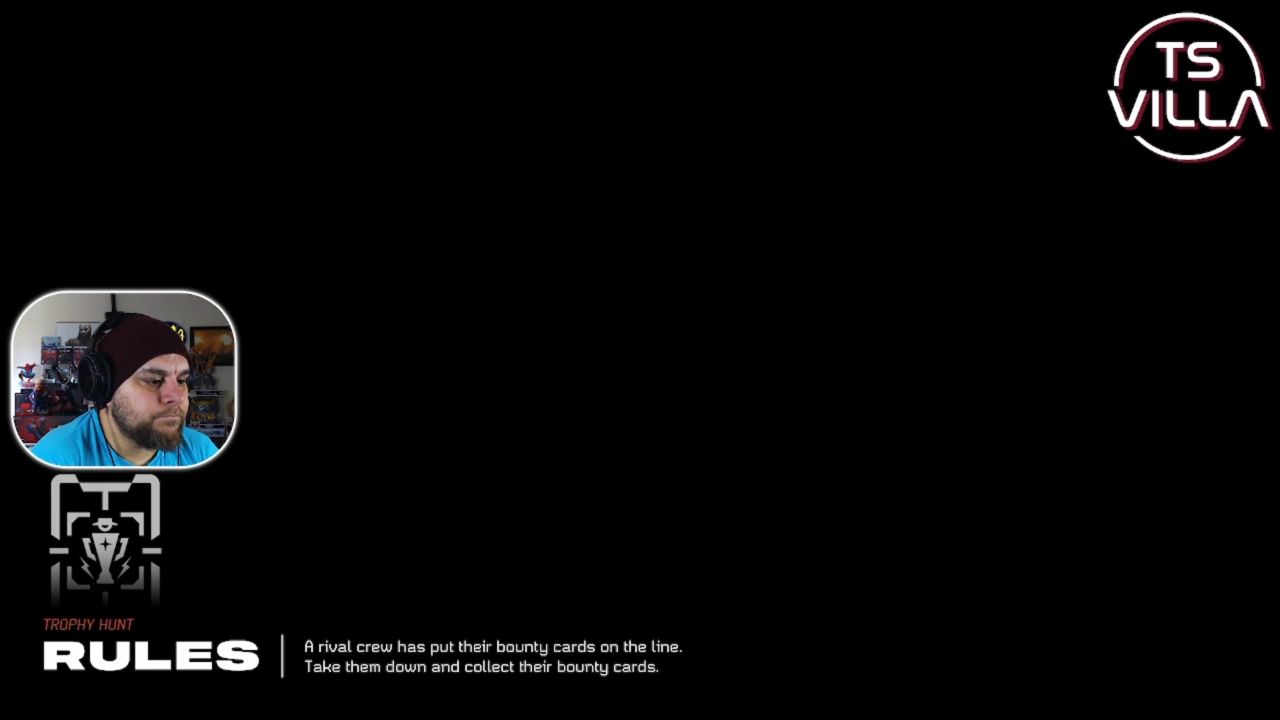 TS
VILLA
TROPHY HUNT
RULES
A rival crew has put their bounty cards on the line.
Take them down and collect their bounty cards.